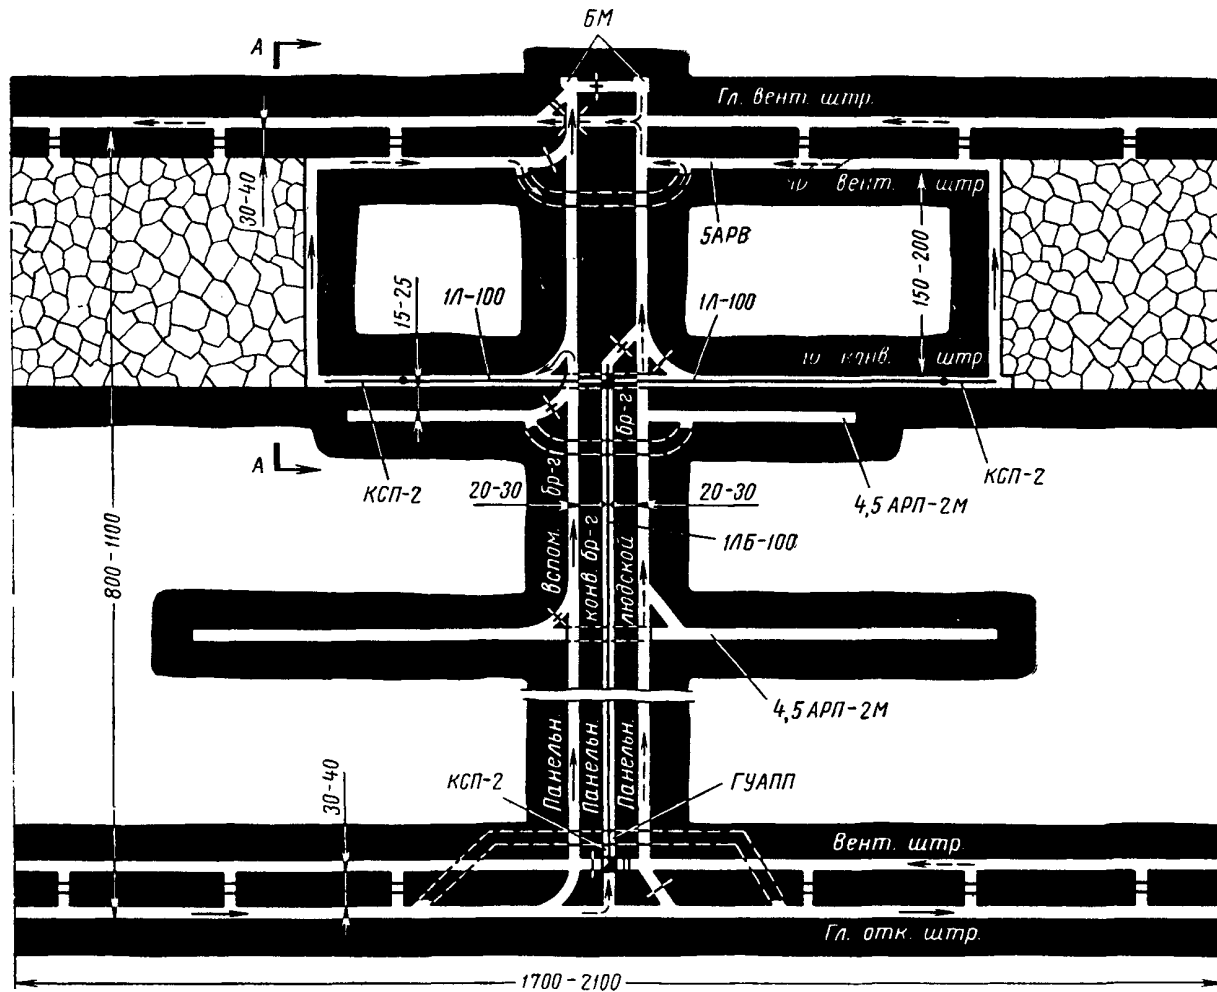 БМ
А
Гл. вент. штр.
30-40
вент. штр
5АРВ
150-200
15-25
1Л-100
1Л-100
конв. штр.
А
КСП-2
КСП-2
20-30
20-30
4,5 АРП-2М
1ЛБ-100
800-1100
Вспом. бр-г
конв. бр-г
людской бр-г
4,5 АРП-2М
Панельн.
Панельн.
Панельн.
КСП-2
ГУАПП
30-40
Вент. штр.
Гл. отк. штр.
1700-2100